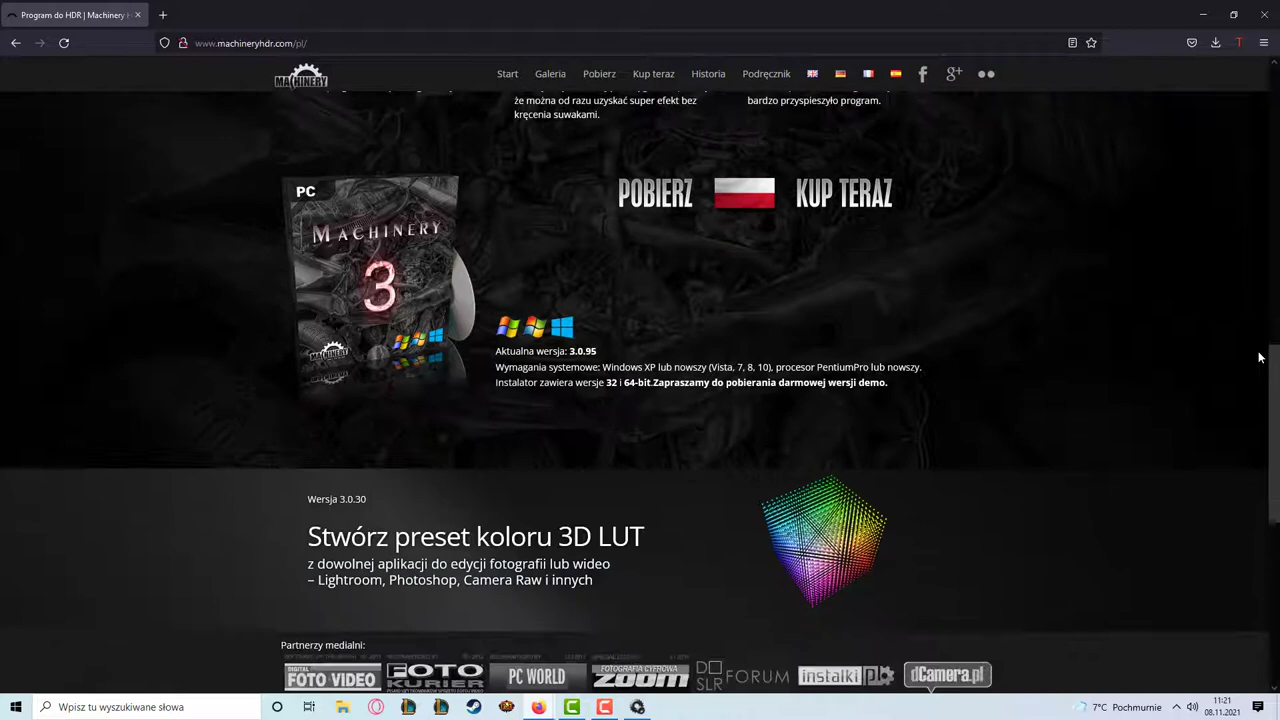 Program do HDR | Machinery H
www.machineryhdr.com/pl/
MACHINERY
Start Galeria Pobierz Kup teraz Historia Podręcznik
że można od razu uzyskać super efekt bez
kręcenia suwakami.
bardzo przyspieszyło program.
PC
MACHINERY
3
MACHINERY
POBIERZ KUP TERAZ
Aktualna wersja: 3.0.95
Wymagania systemowe: Windows XP lub nowszy (Vista, 7, 8, 10), procesor PentiumPro lub nowszy.
Instalator zawiera wersje 32 i 64-bit.Zapraszamy do pobierania darmowej wersji demo.
Wersja 3.0.30
Stwórz preset koloru 3D LUT
z dowolnej aplikacji do edycji fotografii lub wideo
– Lightroom, Photoshop, Camera Raw i innych
Partnerzy medialni:
DIGITAL FOTO VIDEO
FOTO KURIER
PC WORLD
FOTOGRAFIA CYFROWA ZOOM
DSLR FORUM
instalki pl
dCamera.pl
Wpisz tu wyszukiwane słowa
7°C Pochmurnie
11:21
08.11.2021